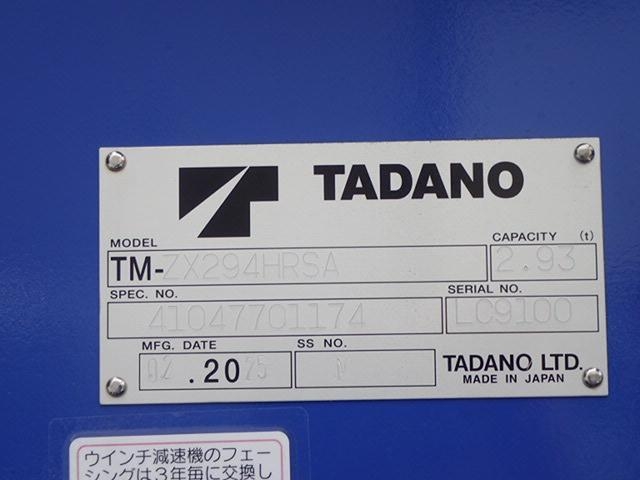 TADANO
MODEL
TM-ZX294HRSA
CAPACITY (t)
2.93
SPEC. NO.
41047701174
SERIAL NO.
LC9100
MFG. DATE
02 .2025
SS NO.
N
TADANO LTD.
MADE IN JAPAN
ウインチ減速機のフェー
シングは3年毎に交換し